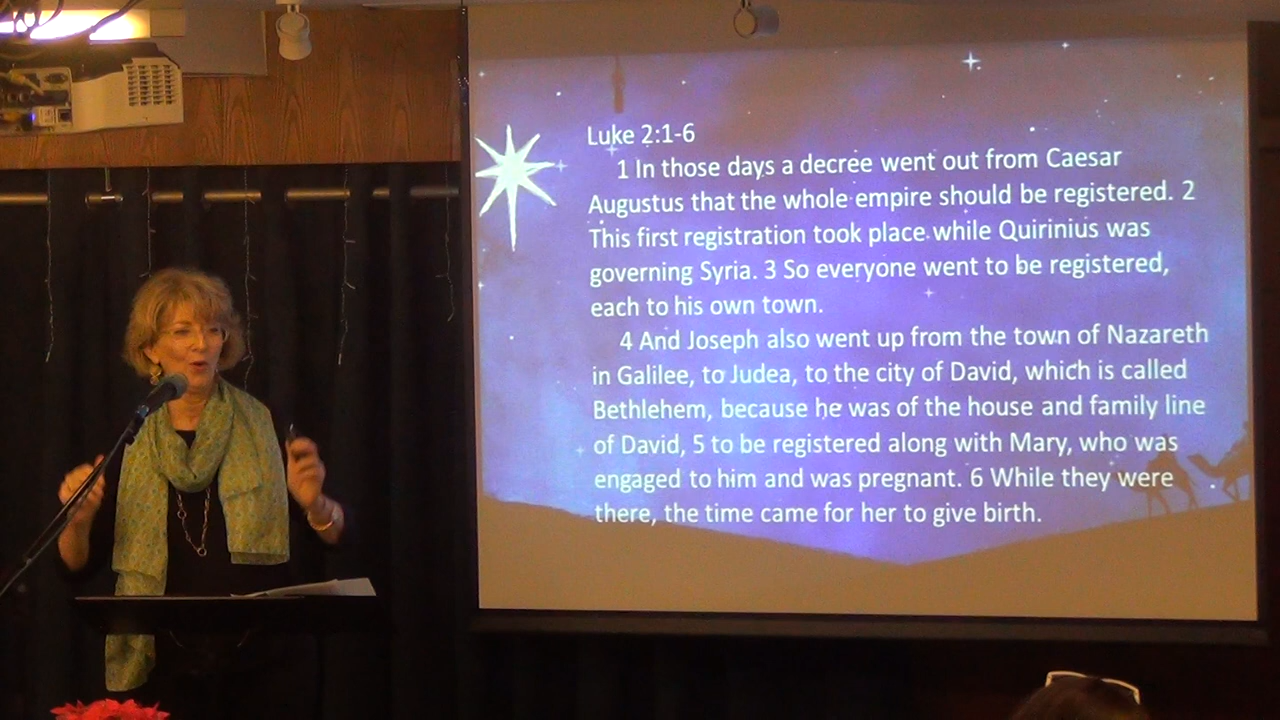 Luke 2:1-6
1 In those days a decree went out from Caesar
Augustus that the whole empire should be registered. 2
This first registration took place while Quirinius was
governing Syria. 3 So everyone went to be registered,
each to his own town.
4 And Joseph also went up from the town of Nazareth
in Galilee, to Judea, to the city of David, which is called
Bethlehem, because he was of the house and family line
of David, 5 to be registered along with Mary, who was
engaged to him and was pregnant. 6 While they were
there, the time came for her to give birth.